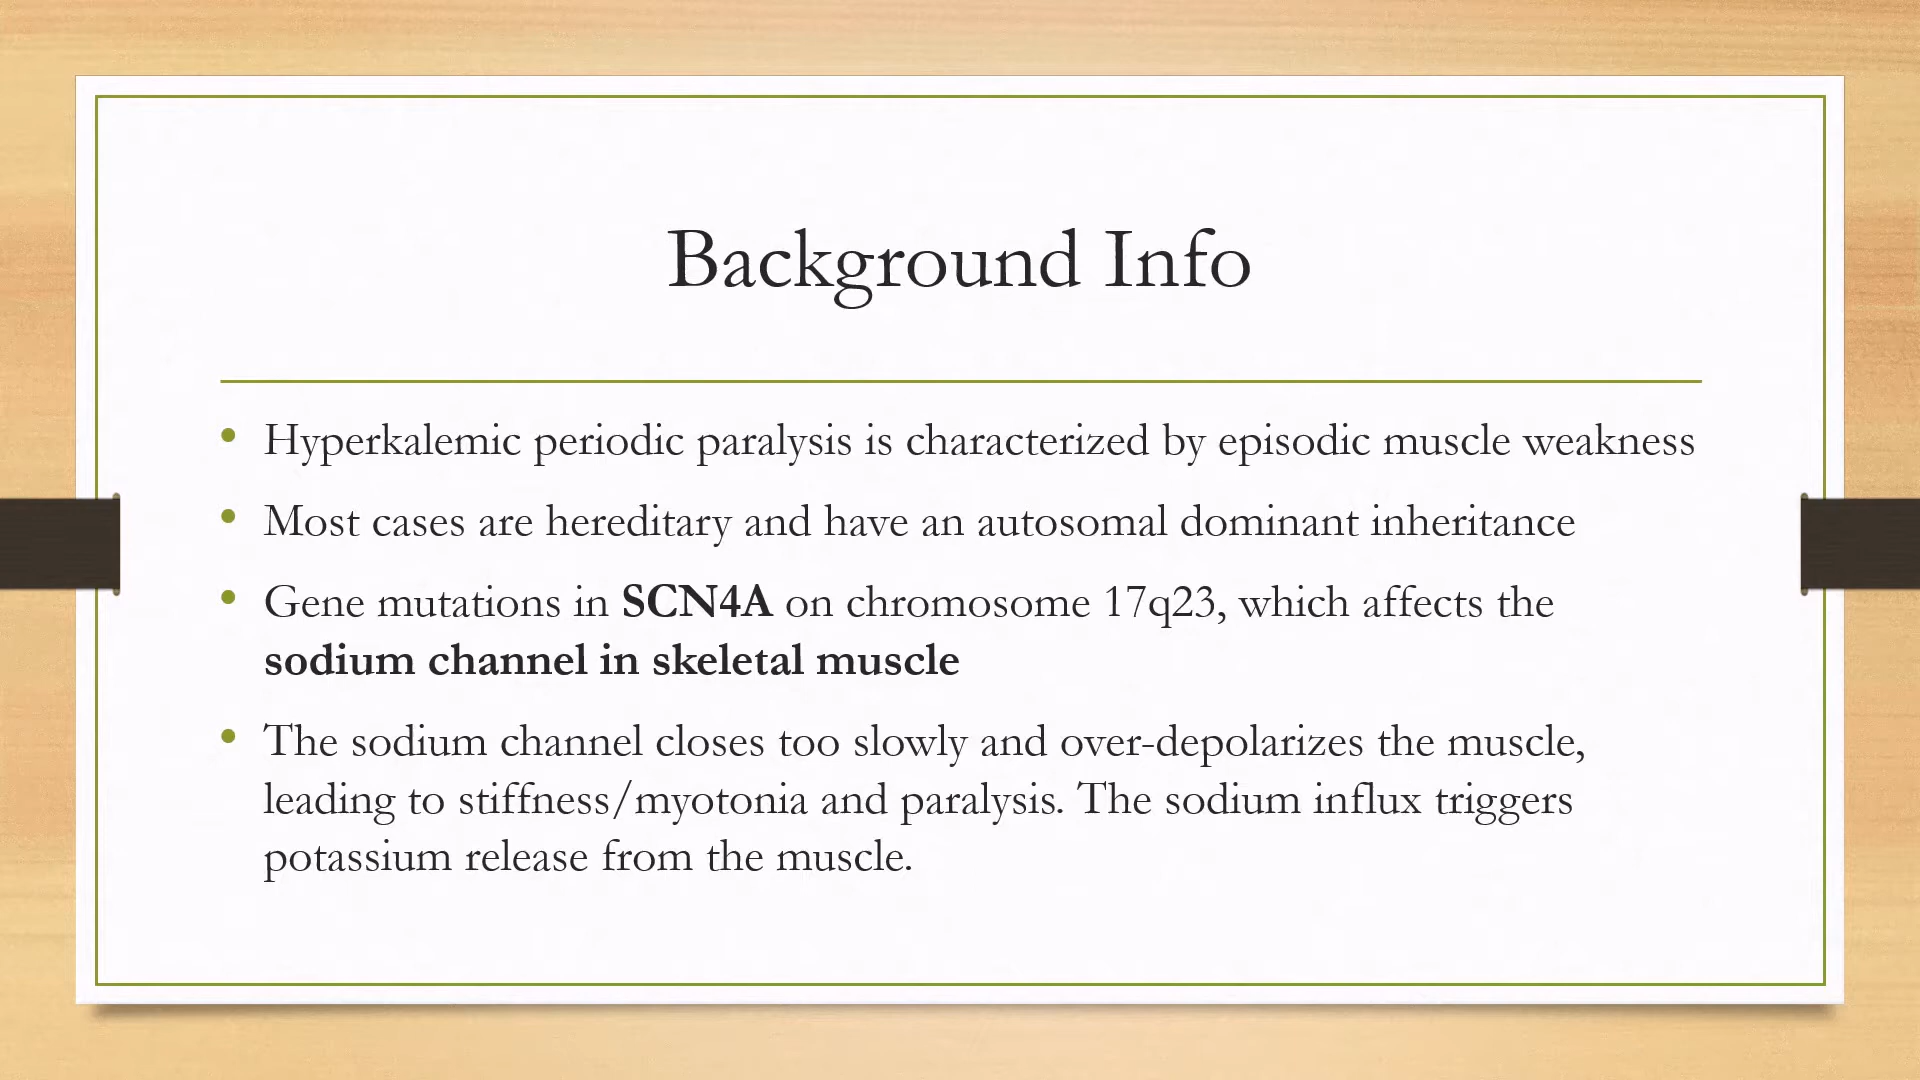 Background Info
• Hyperkalemic periodic paralysis is characterized by episodic muscle weakness
• Most cases are hereditary and have an autosomal dominant inheritance
• Gene mutations in SCN4A on chromosome 17q23, which affects the
sodium channel in skeletal muscle
• The sodium channel closes too slowly and over-depolarizes the muscle,
leading to stiffness/myotonia and paralysis. The sodium influx triggers
potassium release from the muscle.